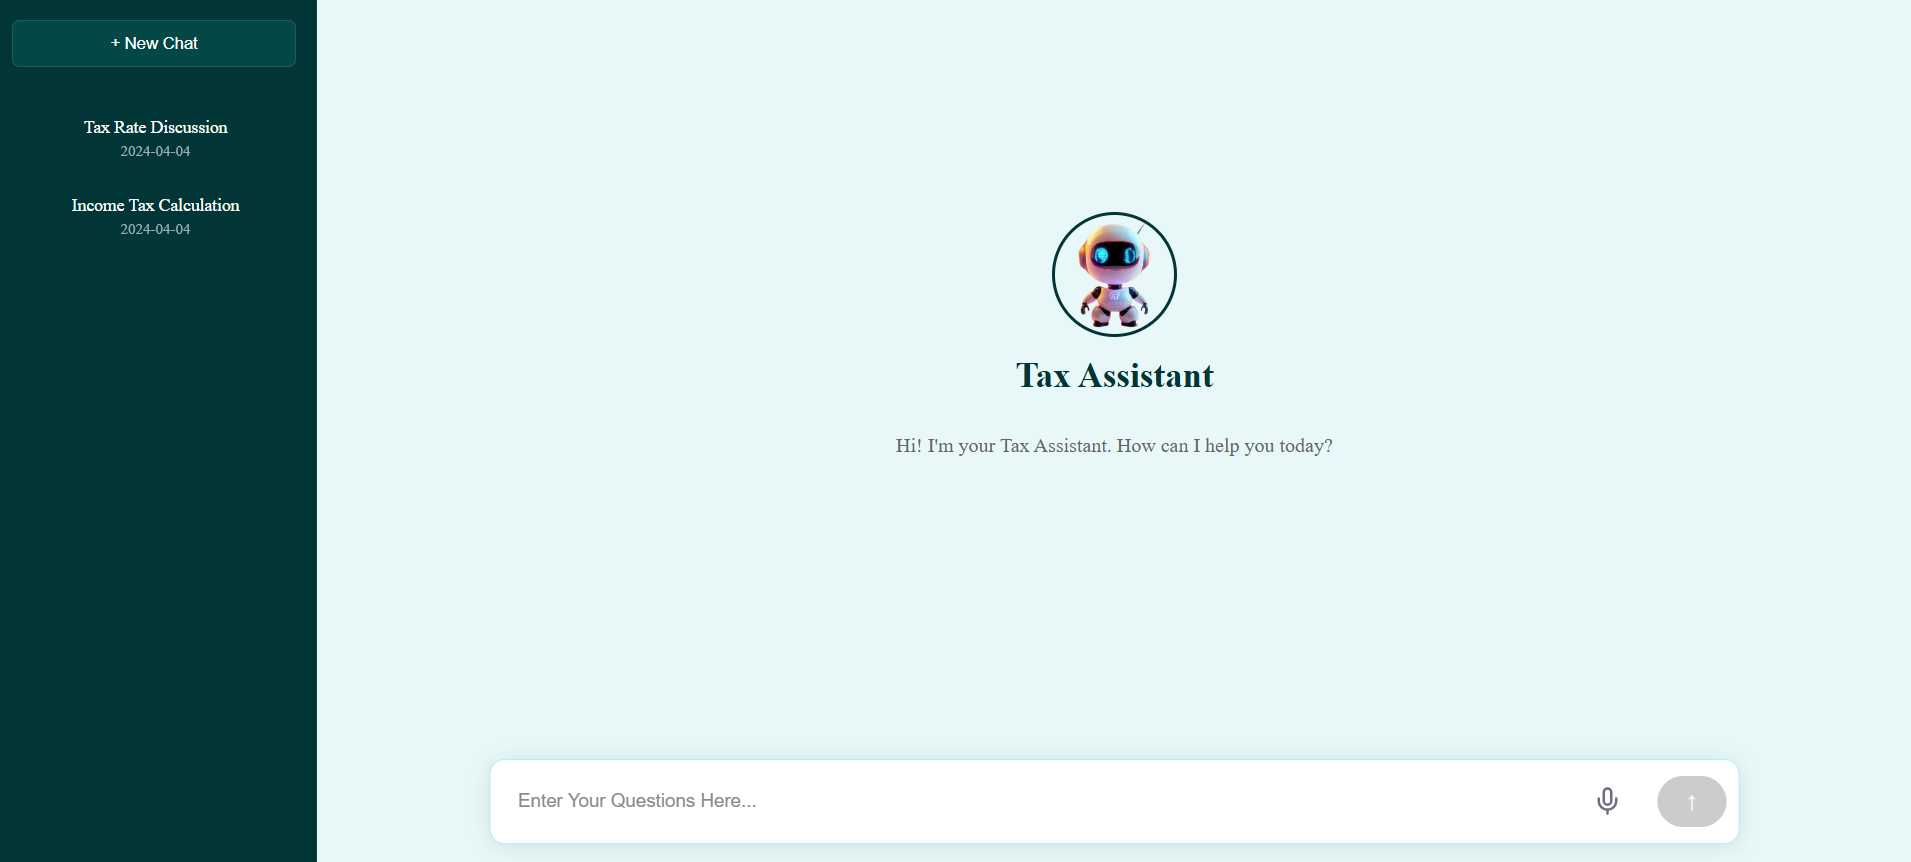 + New Chat
Tax Rate Discussion
2024-04-04
Income Tax Calculation
2024-04-04
Tax Assistant
Hi! I'm your Tax Assistant. How can I help you today?
Enter Your Questions Here...